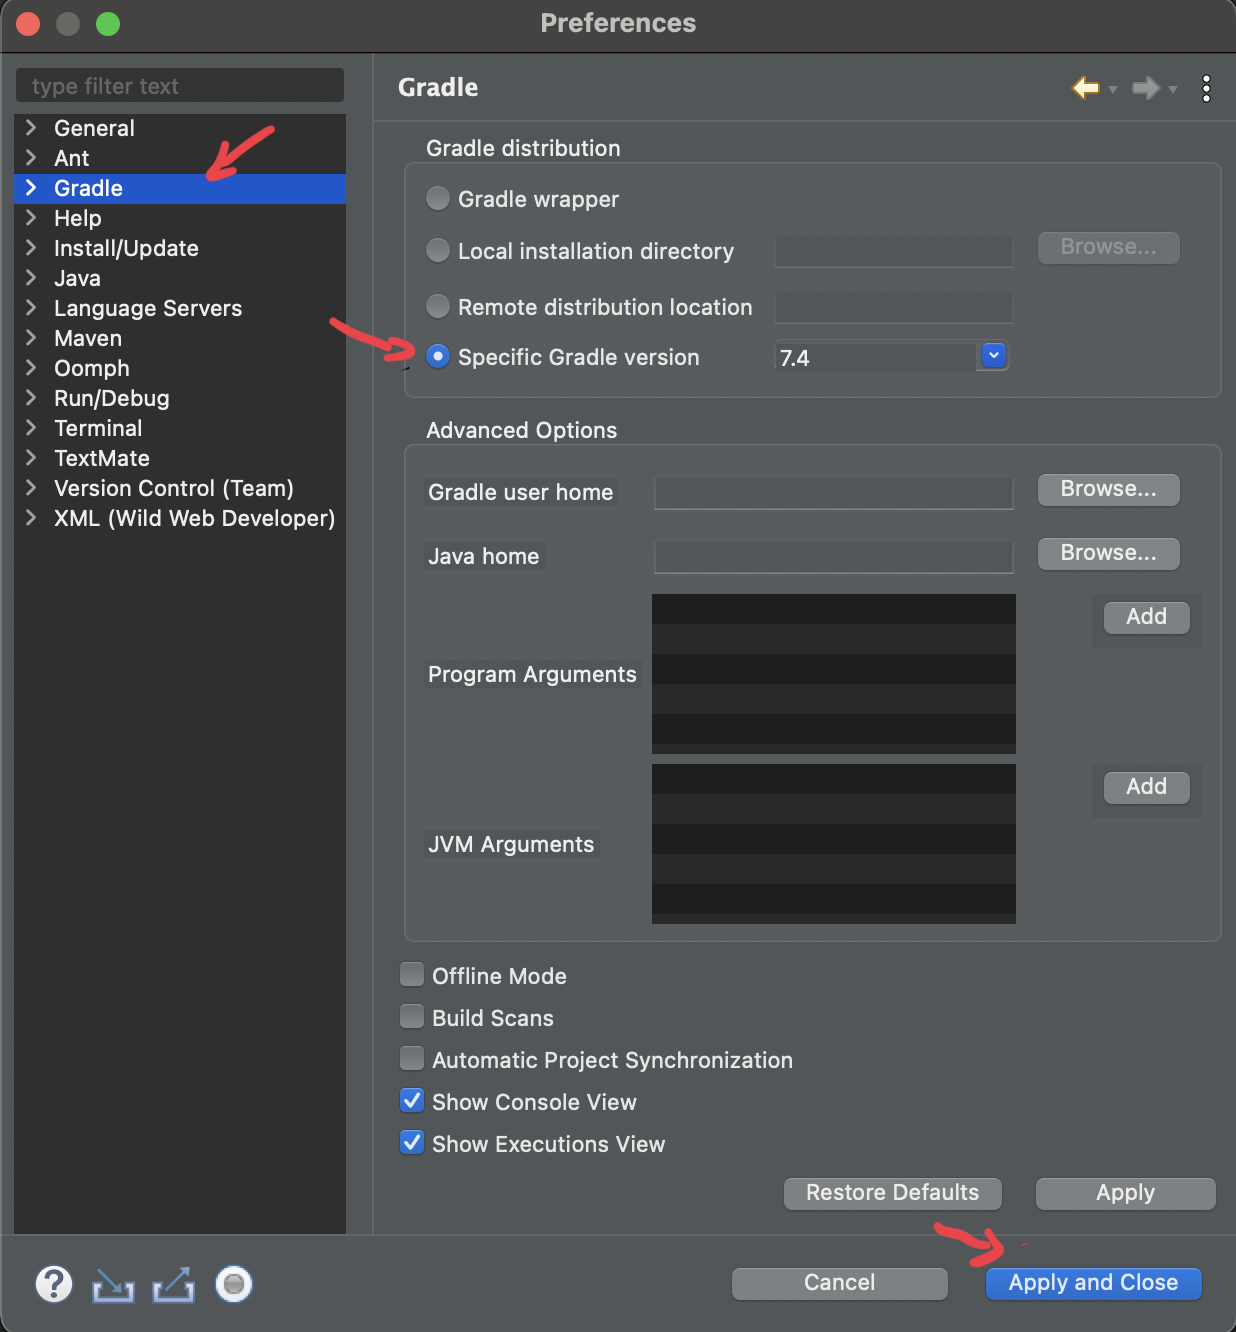 Preferences
type filter text
General
Ant
Gradle
Help
Install/Update
Java
Language Servers
Maven
Oomph
Run/Debug
Terminal
TextMate
Version Control (Team)
XML (Wild Web Developer)
Gradle
Gradle distribution
Gradle wrapper
Local installation directory
Browse...
Remote distribution location
Specific Gradle version
7.4
Advanced Options
Gradle user home
Browse...
Java home
Browse...
Program Arguments
Add
JVM Arguments
Add
Offline Mode
Build Scans
Automatic Project Synchronization
Show Console View
Show Executions View
Restore Defaults
Apply
?
Cancel
Apply and Close